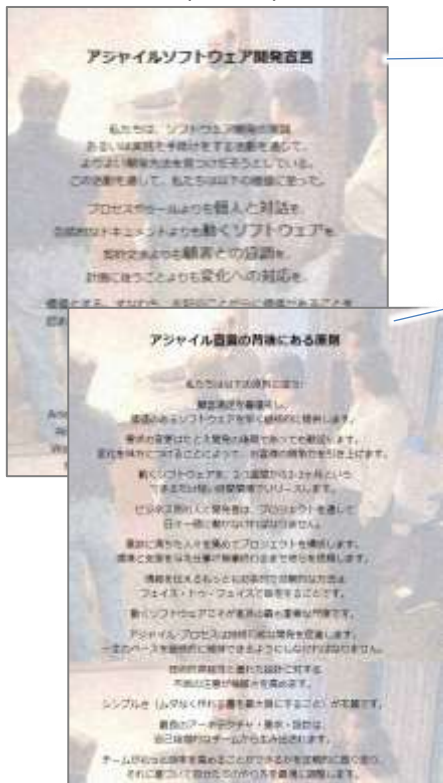 アジャイルソフトウェア開発宣言
私たちは、ソフトウェア開発の実践
あるいは実践を手助けをする活動を通じて、
よりよい開発方法を見つけだそうとしている。
この活動を通して、私たちは以下の価値に至った。
プロセスやツールよりも個人と対話を、
包括的なドキュメントよりも動くソフトウェアを、
契約交渉よりも顧客との協調を、
計画に従うことよりも変化への対応を、
価値とする。すなわち、左記のことがらに価値があることを
アジャイル宣言の背後にある原則
私たちは以下の原則に従う:
顧客満足を最優先し、
価値のあるソフトウェアを早く継続的に提供します。
要求の変更はたとえ開発の後期であっても歓迎します。
変化を味方につけることによって、お客様の競争力を引き上げます。
動くソフトウェアを、2-3週間から2-3ヶ月という
できるだけ短い時間間隔でリリースします。
ビジネス側の人と開発者は、プロジェクトを通して
日々一緒に働かなければなりません。
意欲に満ちた人々を集めてプロジェクトを構成します。
環境と支援を与え仕事が無事終わるまで彼らを信頼します。
情報を伝えるもっとも効率的で効果的な方法は
フェイス・トゥ・フェイスで話をすることです。
動くソフトウェアこそが進捗の最も重要な尺度です。
アジャイル･プロセスは持続可能な開発を促進します。
一定のペースを継続的に維持できるようにしなければなりません。
技術的卓越性と優れた設計に対する
不断の注意が機敏さを高めます。
シンプルさ（ムダなく作れる量を最大限にすること）が本質です。
最良のアーキテクチャ・要求・設計は、
自己組織的なチームから生み出されます。
チームがもっと効率を高めることができるかを定期的に振り返り、
それに基づいて自分たちのやり方を最適に調整します。